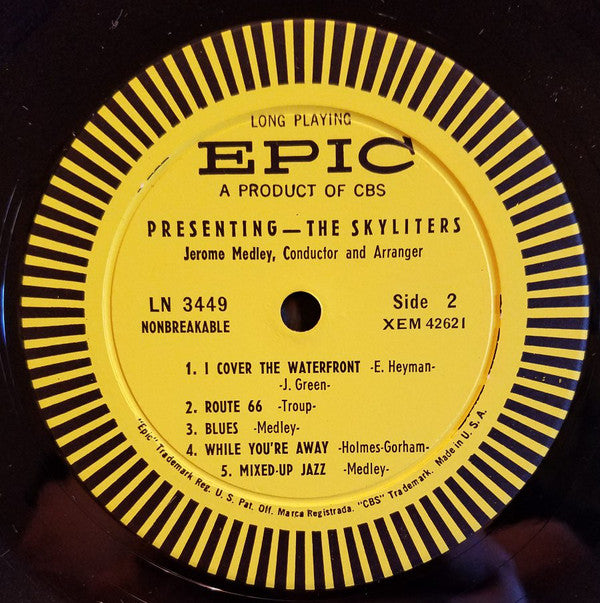 LONG PLAYING
EPIC
A PRODUCT OF CBS
PRESENTING—THE SKYLITERS
Jerome Medley, Conductor and Arranger
LN 3449
NONBREAKABLE
Side 2
XEM 42621
1. I COVER THE WATERFRONT -E. Heyman-
-J. Green-
2. ROUTE 66 -Troup-
3. BLUES -Medley-
4. WHILE YOU'RE AWAY -Holmes-Gorham-
5. MIXED-UP JAZZ -Medley-
"Epic" Trademark Reg. U. S. Pat. Off. Marca Registrada. "CBS" Trademark. Made in U. S. A.